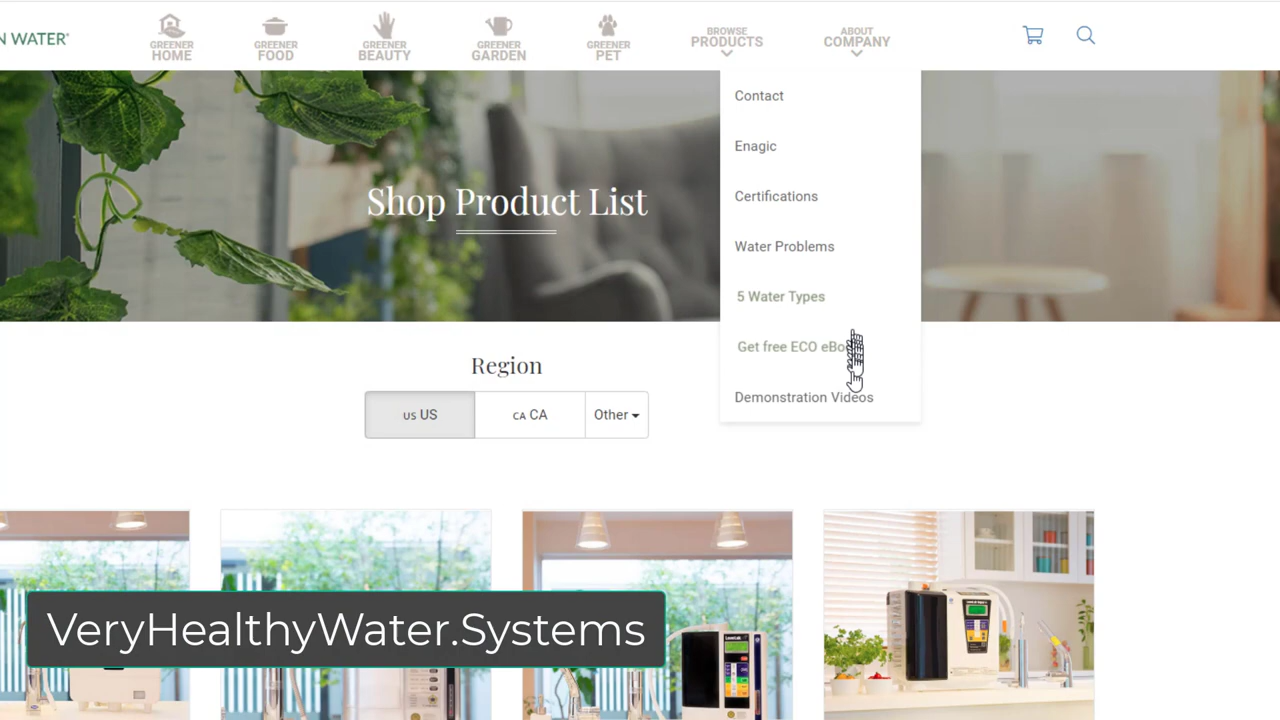 N WATER®
GREENER
HOME
GREENER
FOOD
GREENER
BEAUTY
GREENER
GARDEN
GREENER
PET
BROWSE
PRODUCTS
ABOUT
COMPANY
Contact
Enagic
Certifications
Water Problems
5 Water Types
Get free ECO eBo
Demonstration Videos
Shop Product List
Region
US US
CA CA
Other
VeryHealthyWater.Systems